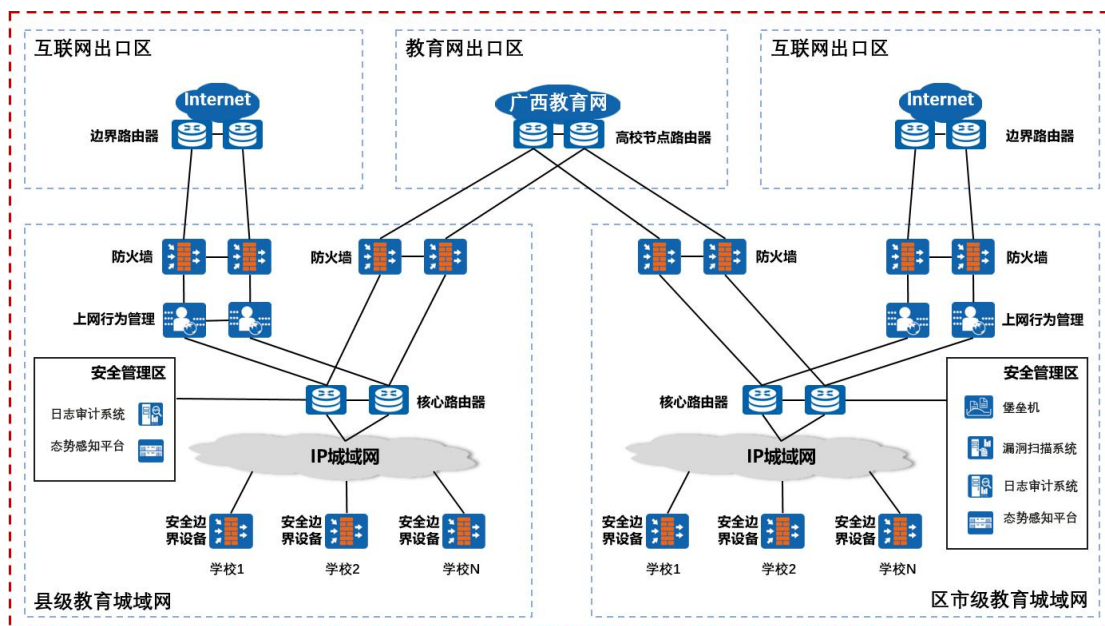 互联网出口区
教育网出口区
互联网出口区
Internet
广西教育网
Internet
边界路由器
高校节点路由器
边界路由器
防火墙
防火墙
防火墙
防火墙
上网行为管理
上网行为管理
安全管理区
日志审计系统
态势感知平台
核心路由器
核心路由器
安全管理区
堡垒机
漏洞扫描系统
日志审计系统
态势感知平台
IP城域网
IP城域网
安全边
界设备
安全边
界设备
安全边
界设备
安全边
界设备
安全边
界设备
安全边
界设备
学校1
学校2
学校N
学校1
学校2
学校N
县级教育城域网
区市级教育城域网